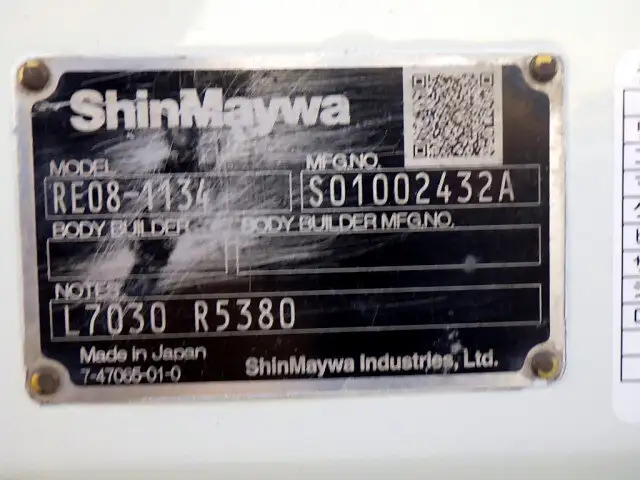 ShinMaywa
MODEL MFG.NO.
RE08-1134 S01002432A
BODY BUILDER BODY BUILDER MFG.NO.
NOTES
L7030 R5380
Made in Japan
7-47065-01-0 ShinMaywa Industries, Ltd.